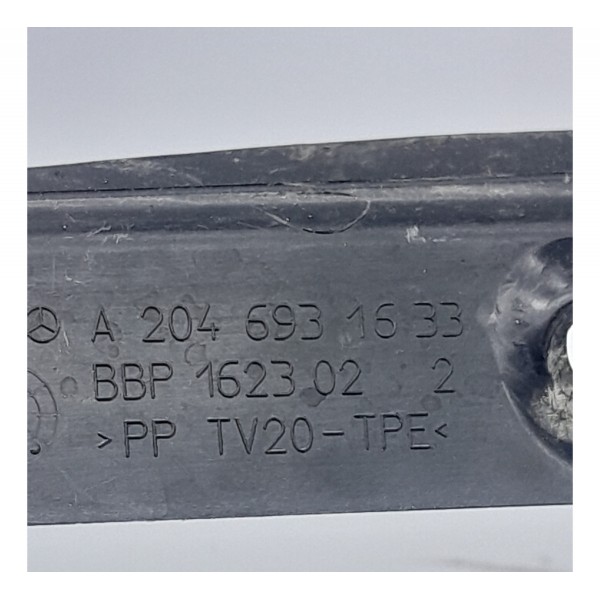 A 204 693 16 33
BBP 1623 02 2
>PP TV20-TPE<